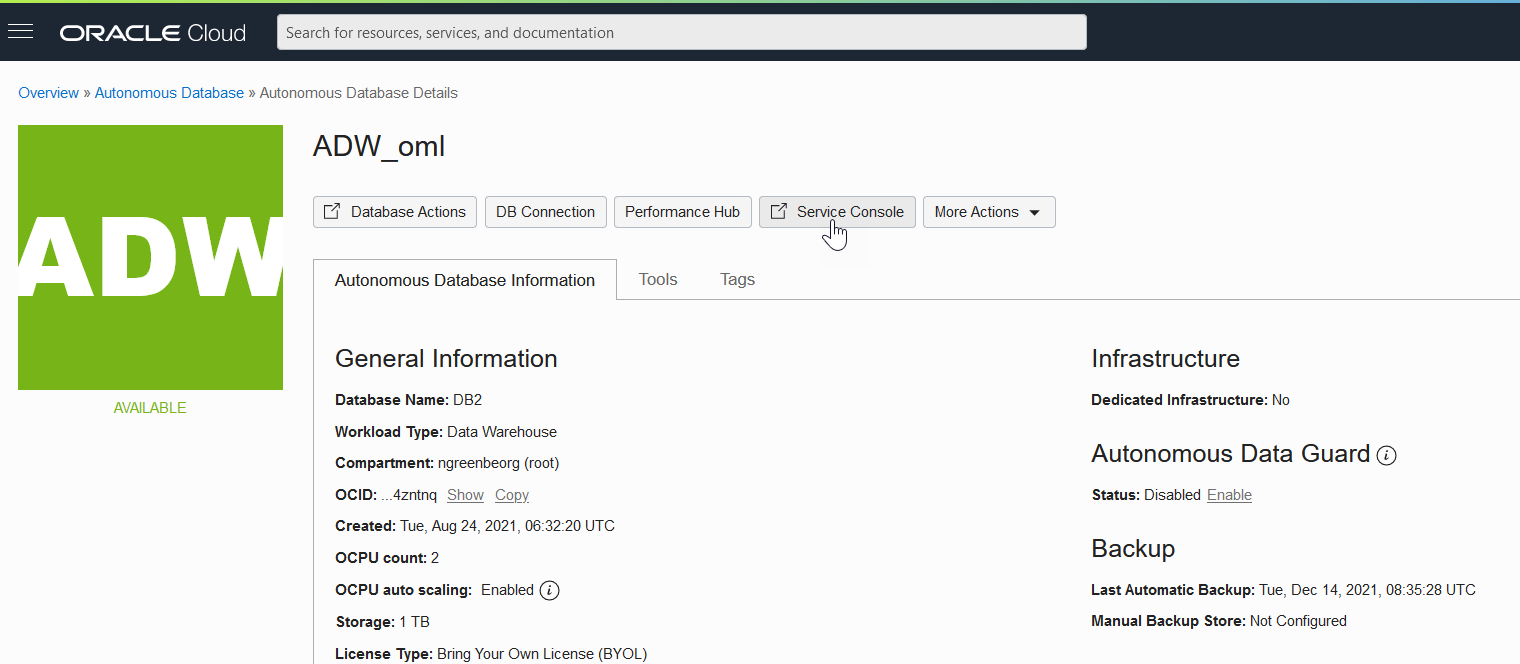 ORACLE Cloud
Search for resources, services, and documentation
Overview » Autonomous Database » Autonomous Database Details
ADW
AVAILABLE
ADW_oml
Database Actions DB Connection Performance Hub Service Console More Actions
Autonomous Database Information Tools Tags
General Information
Database Name: DB2
Workload Type: Data Warehouse
Compartment: ngreenbeorg (root)
OCID: ...4zntnq Show Copy
Created: Tue, Aug 24, 2021, 06:32:20 UTC
OCPU count: 2
OCPU auto scaling: Enabled
Storage: 1 TB
License Type: Bring Your Own License (BYOL)
Infrastructure
Dedicated Infrastructure: No
Autonomous Data Guard
Status: Disabled Enable
Backup
Last Automatic Backup: Tue, Dec 14, 2021, 08:35:28 UTC
Manual Backup Store: Not Configured